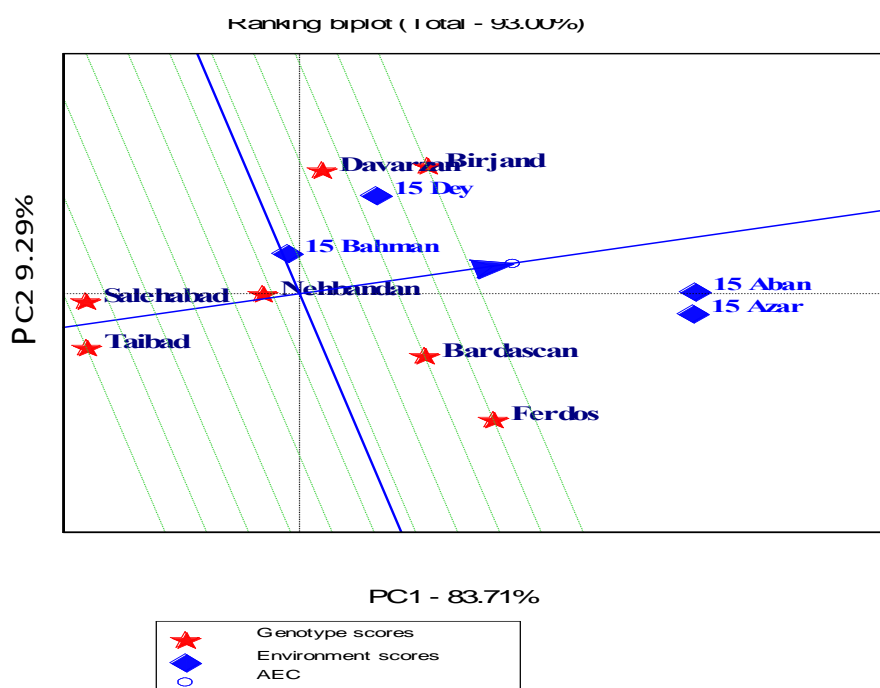 Ranking biplot (Total - 93.00%)
Davarzan
Birjand
15 Dey
15 Bahman
Nehbandan
Salehabad
15 Aban
15 Azar
Taibad
Bardascan
Ferdos
PC2 9.29%
PC1 - 83.71%
Genotype scores
Environment scores
AEC